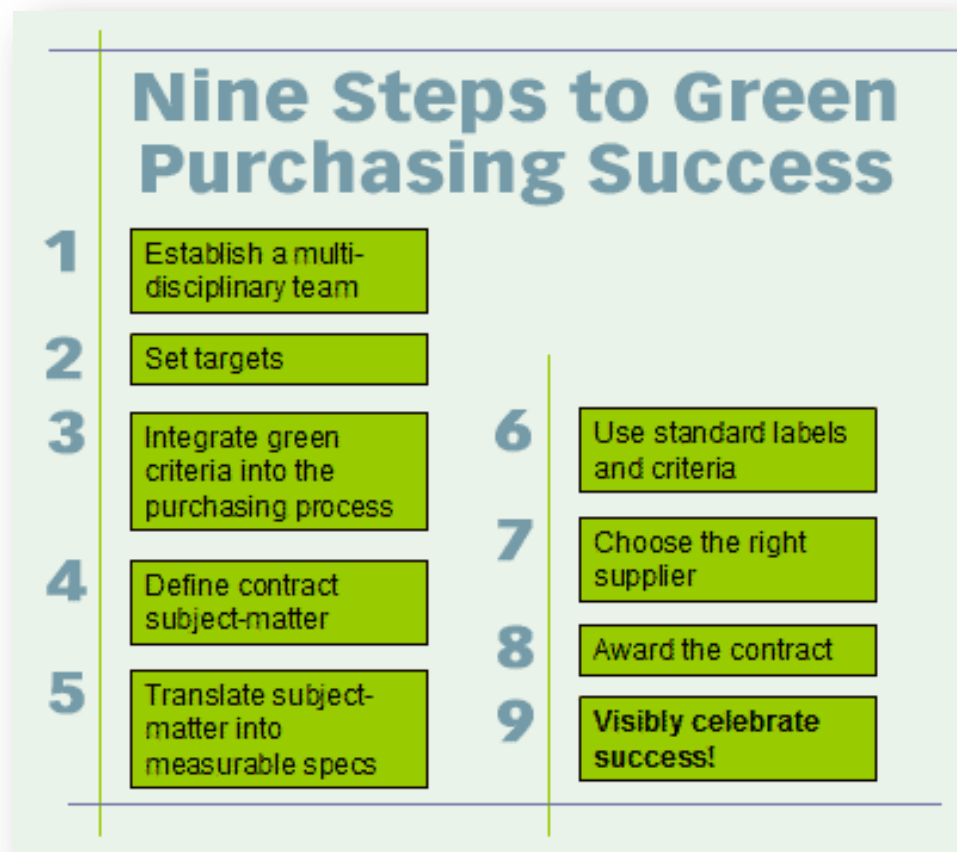 Nine Steps to Green
Purchasing Success
1
Establish a multi-
disciplinary team
2
Set targets
3
Integrate green
criteria into the
purchasing process
4
Define contract
subject-matter
5
Translate subject-
matter into
measurable specs
6
Use standard labels
and criteria
7
Choose the right
supplier
8
Award the contract
9
Visibly celebrate
success!